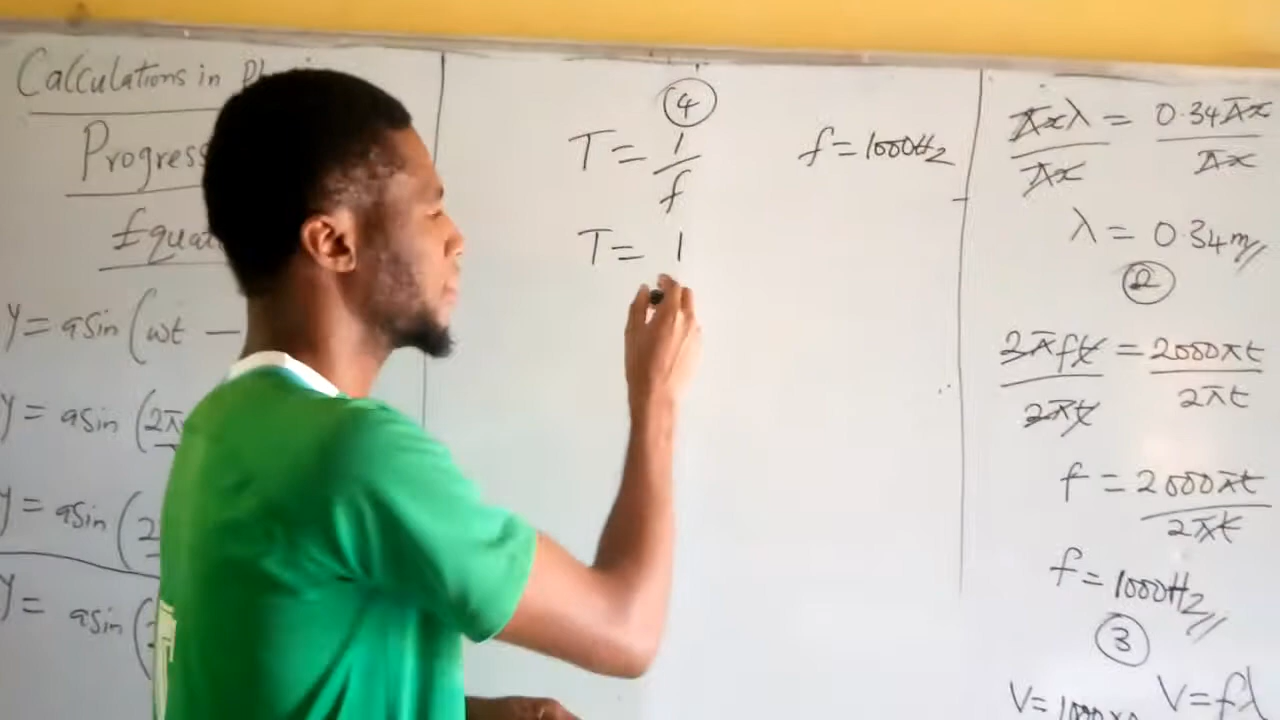 Calculations in
Progress
Equat
y = asin (wt —
y = asin (2π
y = asin (2
y = asin (
④
T = 1/f
f = 1000Hz
T = 1
πxλ/πx = 0.34πx/πx
λ = 0.34m//
②
2πft/2πt = 2000πt/2πt
f = 2000πt/2πt
f = 1000Hz//
③
V = fλ